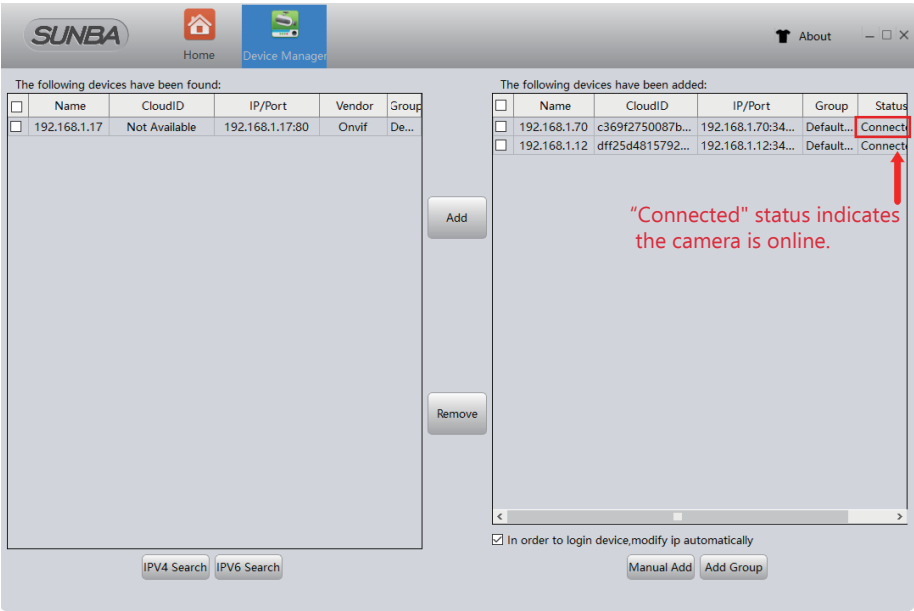 SUNBA
Home
Device Manager
About
The following devices have been found:
Name CloudID IP/Port Vendor Group
192.168.1.17 Not Available 192.168.1.17:80 Onvif De...
The following devices have been added:
Name CloudID IP/Port Group Status
192.168.1.70 c369f2750087b... 192.168.1.70:34... Default... Connecte
192.168.1.12 dff25d4815792... 192.168.1.12:34... Default... Connecte
Add
“Connected" status indicates
the camera is online.
Remove
In order to login device,modify ip automatically
IPV4 Search IPV6 Search
Manual Add Add Group